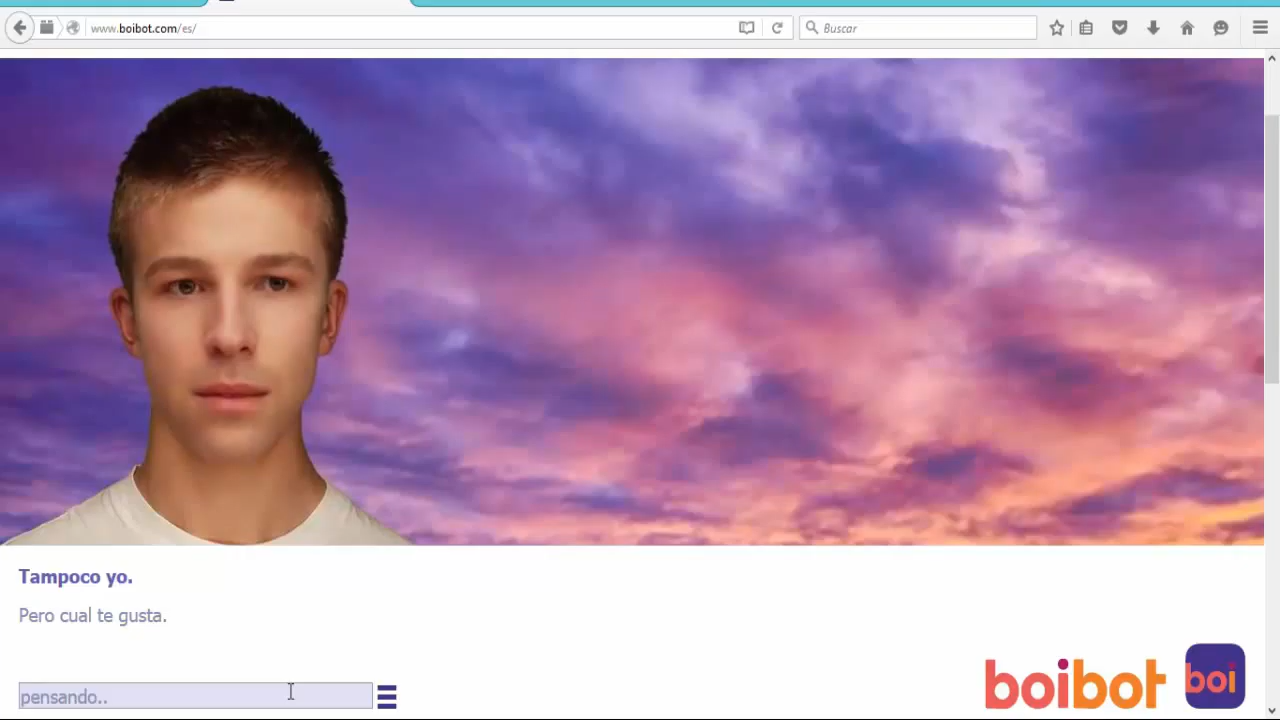 www.boibot.com/es/
Buscar
Tampoco yo.
Pero cual te gusta.
pensando..
boibot
boi